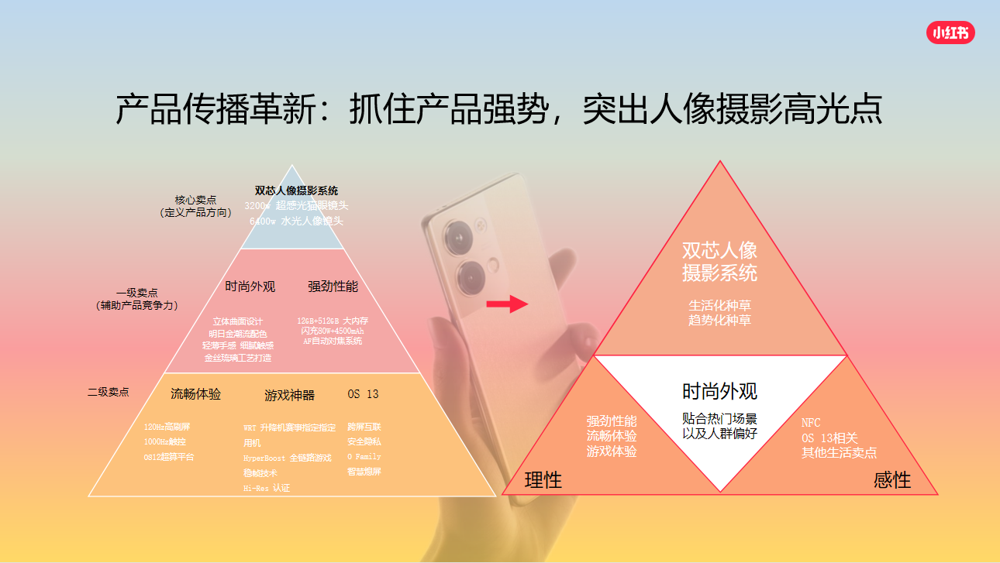 小红书
产品传播革新：抓住产品强势，突出人像摄影高光点
核心卖点
（定义产品方向）
双芯人像摄影系统
3200w 超感光猫眼镜头
6400w 水光人像镜头
一级卖点
（辅助产品竞争力）
时尚外观
立体曲面设计
明日金潮流配色
轻薄手感 细腻触感
金丝琉璃工艺打造
强劲性能
12GB+512GB 大内存
闪充80W+4500mAh
AF自动对焦系统
二级卖点
流畅体验
120Hz高刷屏
1000Hz触控
OS12超算平台
游戏神器
WRT 升降机赛事指定指定
用机
HyperBoost 全链路游戏
稳帧技术
Hi-Res 认证
OS 13
跨屏互联
安全隐私
O Family
智慧熄屏
双芯人像
摄影系统
生活化种草
趋势化种草
时尚外观
贴合热门场景
以及人群偏好
强劲性能
流畅体验
游戏体验
理性
NFC
OS 13相关
其他生活卖点
感性